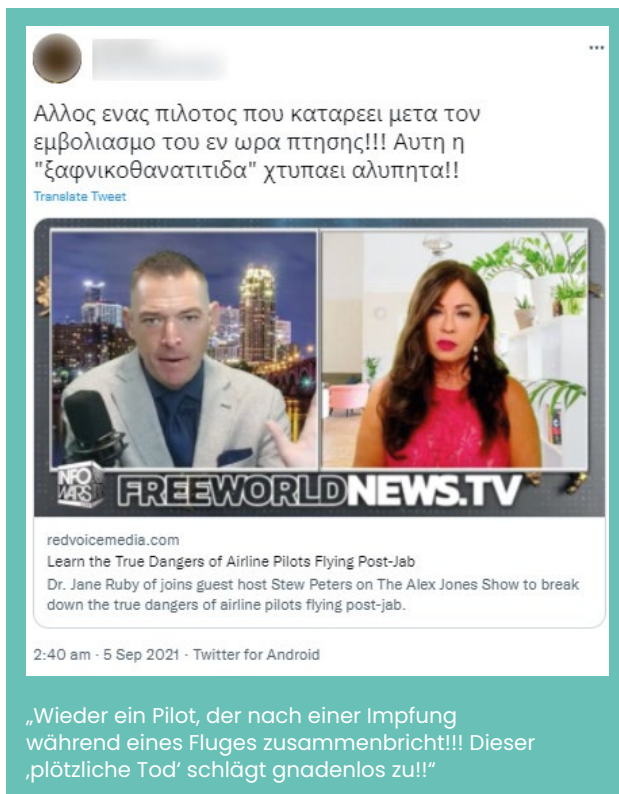 ...
Αλλος ενας πιλοτος που καταρεει μετα τον
εμβολιασμο του εν ωρα πτησης!!! Αυτη η
"ξαφνικοθανατιτιδα" χτυπαει αλυπητα!!
Translate Tweet
INFO
WARS
FREEWORLDNEWS.TV
redvoicemedia.com
Learn the True Dangers of Airline Pilots Flying Post-Jab
Dr. Jane Ruby of joins guest host Stew Peters on The Alex Jones Show to break
down the true dangers of airline pilots flying post-jab.
2:40 am · 5 Sep 2021 · Twitter for Android
„Wieder ein Pilot, der nach einer Impfung
während eines Fluges zusammenbricht!!! Dieser
‚plötzliche Tod‘ schlägt gnadenlos zu!!“